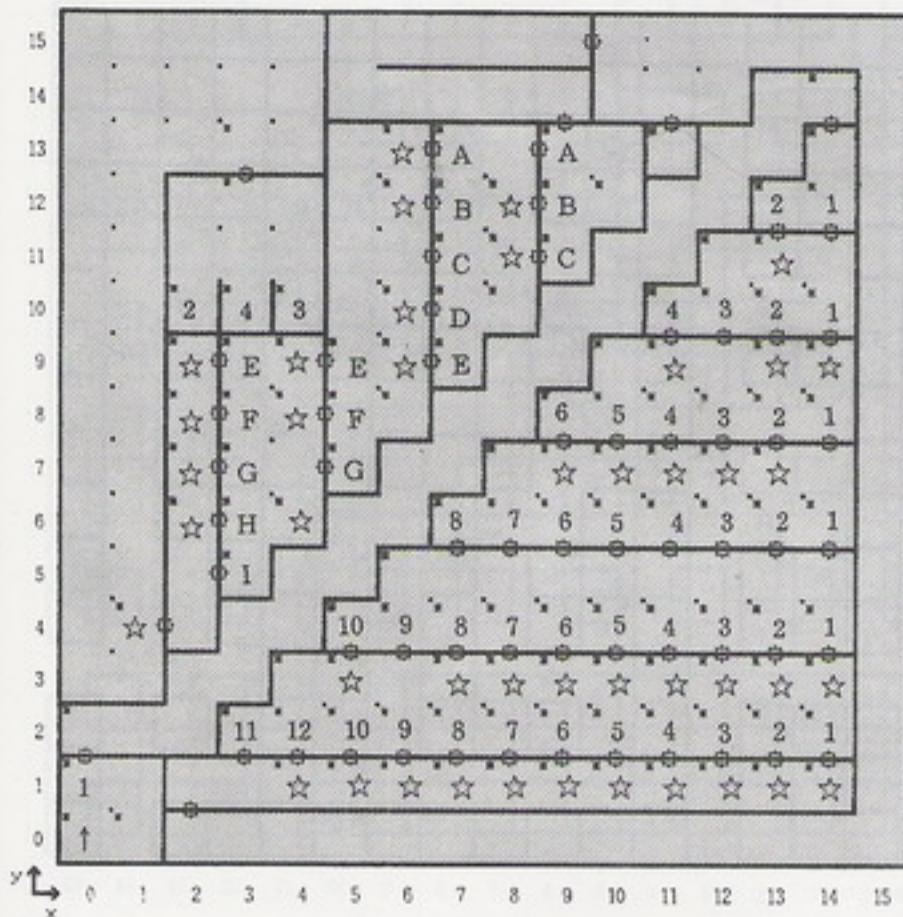 15
14
13 A A
12 B B 2 1
11 C C
10 2 4 3 D 4 3 2 1
9 E E E
8 F F 6 5 4 3 2 1
7 G G
6 H 8 7 6 5 4 3 2 1
5 I
4 10 9 8 7 6 5 4 3 2 1
3
2 11 12 10 9 8 7 6 5 4 3 2 1
1 1
0 ↑
y
x 0 1 2 3 4 5 6 7 8 9 10 11 12 13 14 15